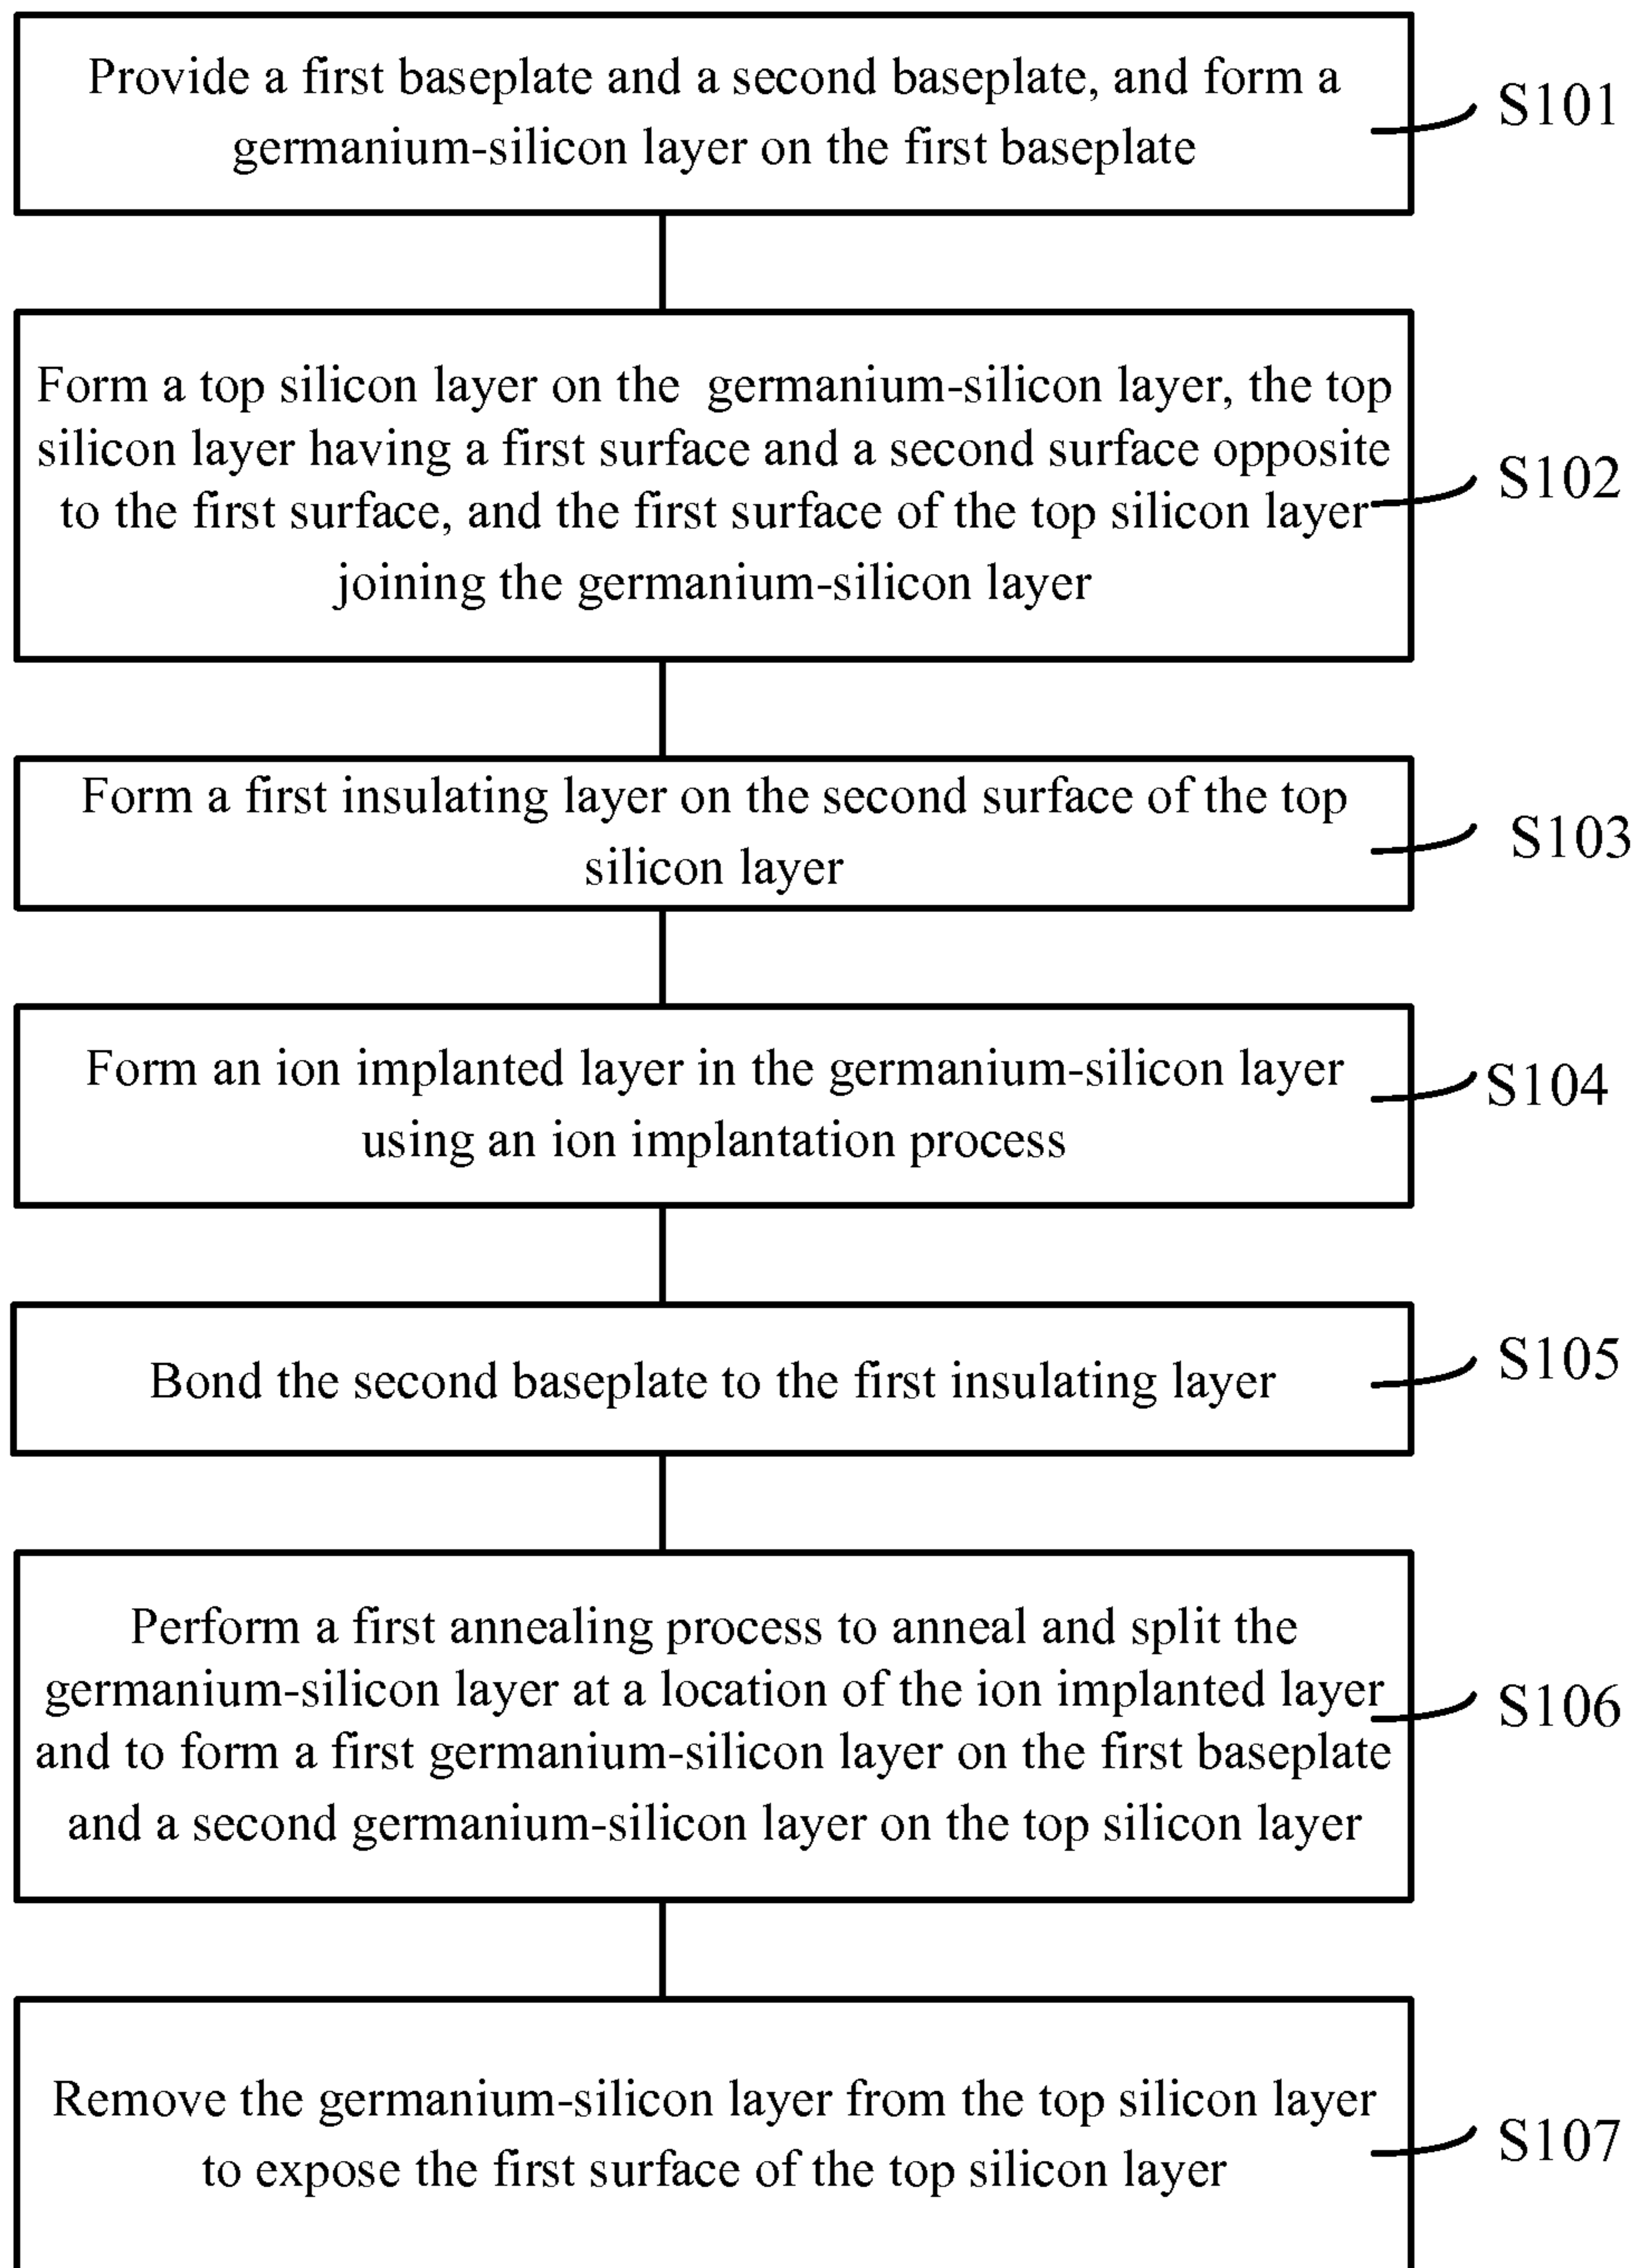 Provide a first baseplate and a second baseplate, and form a
germanium-silicon layer on the first baseplate
S101
Form a top silicon layer on the germanium-silicon layer, the top
silicon layer having a first surface and a second surface opposite
to the first surface, and the first surface of the top silicon layer
joining the germanium-silicon layer
S102
Form a first insulating layer on the second surface of the top
silicon layer
S103
Form an ion implanted layer in the germanium-silicon layer
using an ion implantation process
S104
Bond the second baseplate to the first insulating layer
S105
Perform a first annealing process to anneal and split the
germanium-silicon layer at a location of the ion implanted layer
and to form a first germanium-silicon layer on the first baseplate
and a second germanium-silicon layer on the top silicon layer
S106
Remove the germanium-silicon layer from the top silicon layer
to expose the first surface of the top silicon layer
S107